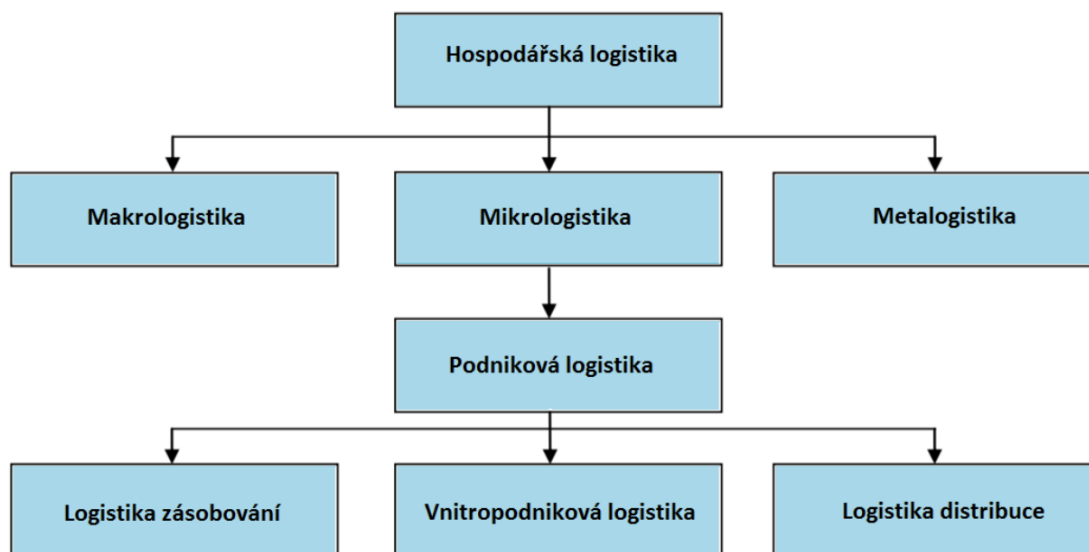 Hospodářská logistika
Makrologistika
Mikrologistika
Metalogistika
Podniková logistika
Logistika zásobování
Vnitropodniková logistika
Logistika distribuce